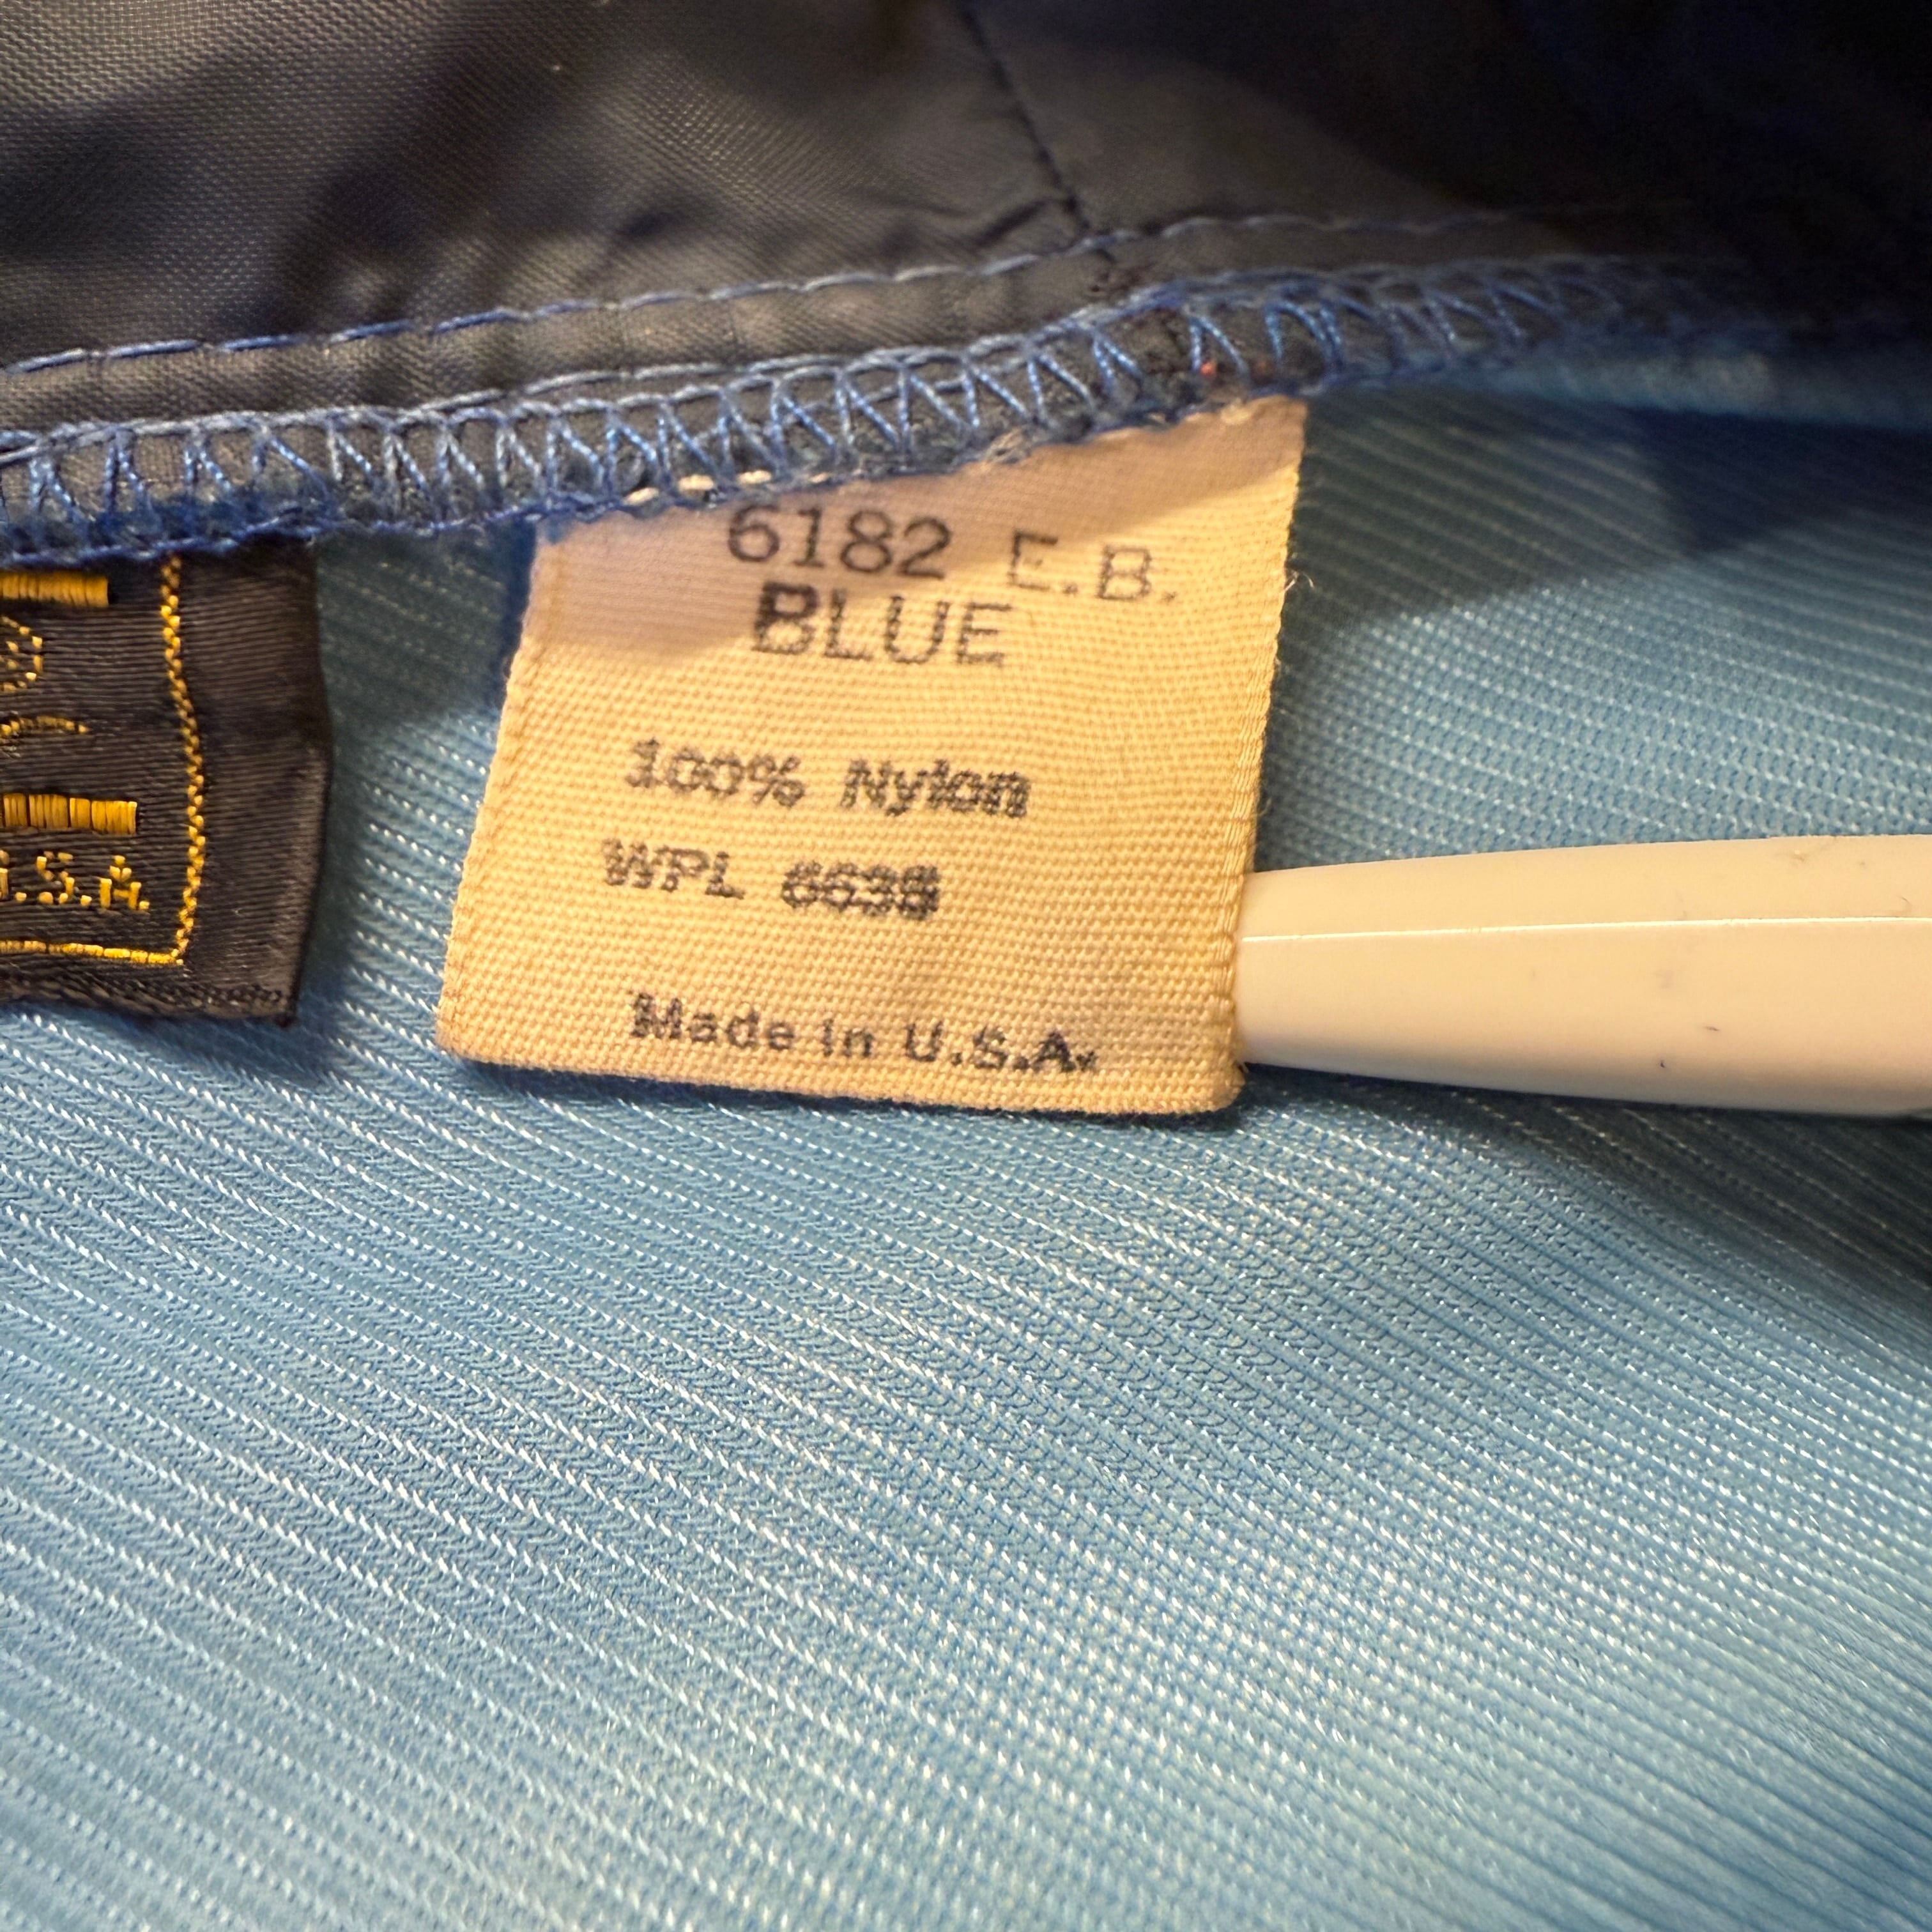 6182 E.B.
BLUE
100% Nylon
WPL 6635
Made in U.S.A.
U.S.A.